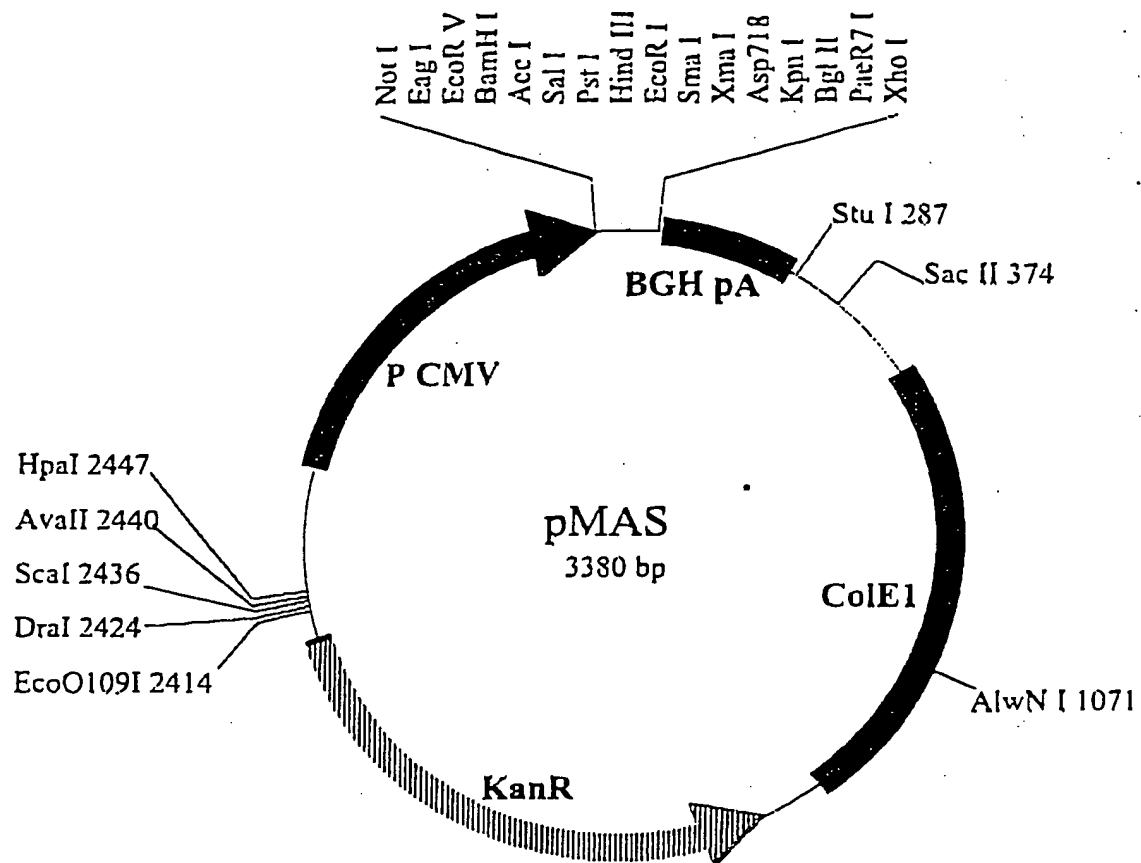 Not I
Eag I
EcoR V
BamH I
Acc I
Sal I
Pst I
Hind III
EcoR I
Sma I
Xma I
Asp718
Kpn I
Bgl II
PaeR7 I
Xho I
Stu I 287
Sac II 374
BGH pA
P CMV
HpaI 2447
AvaII 2440
ScaI 2436
DraI 2424
EcoO109I 2414
pMAS
3380 bp
ColE1
AlwN I 1071
KanR